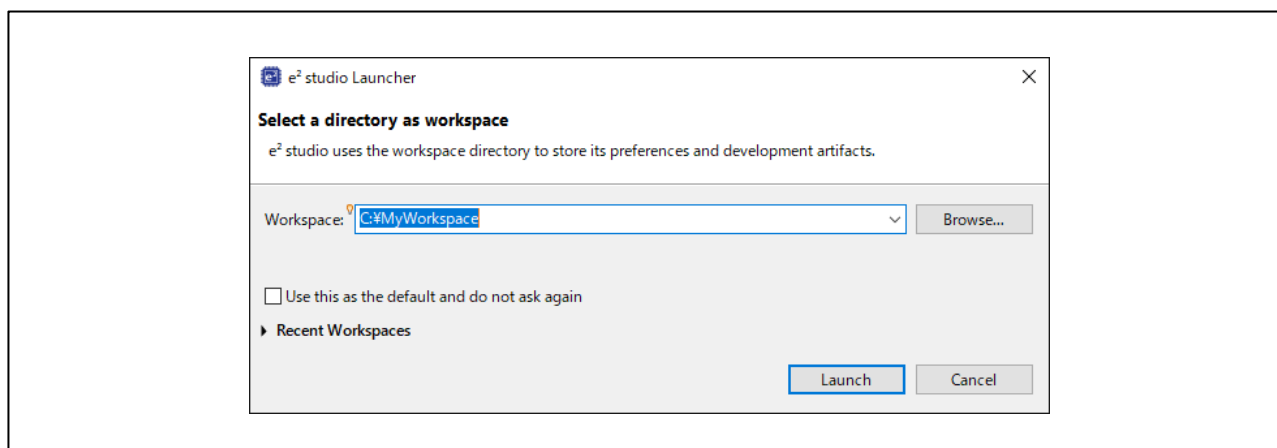 e² studio Launcher
Select a directory as workspace
e² studio uses the workspace directory to store its preferences and development artifacts.
Workspace: C:¥MyWorkspace Browse...
Use this as the default and do not ask again
Recent Workspaces
Launch Cancel